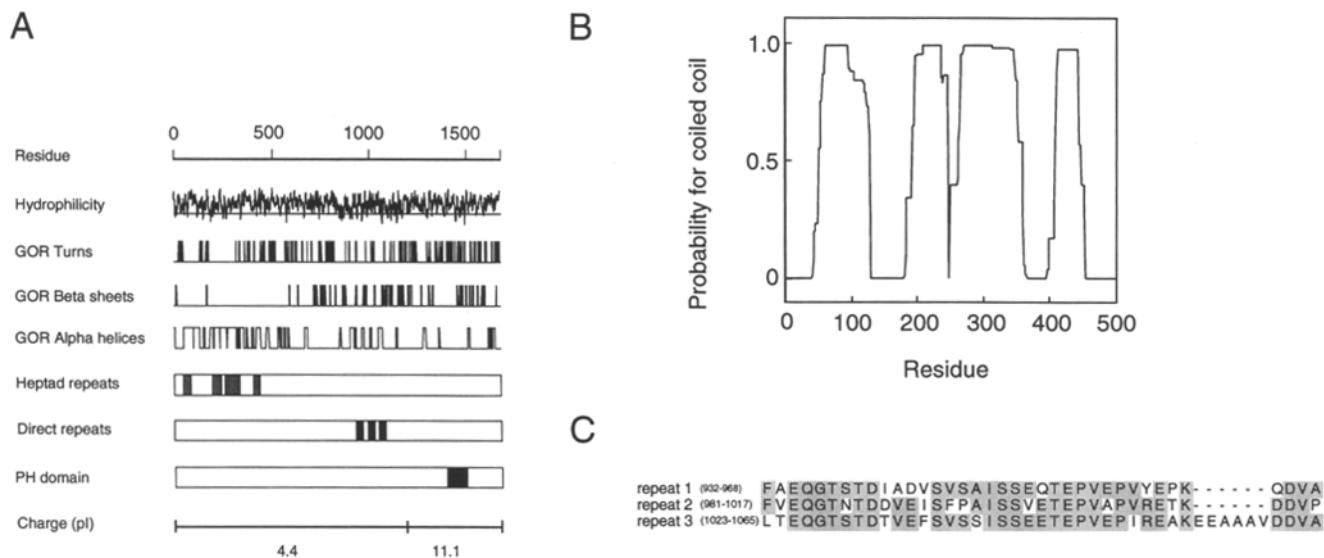 A
0 500 1000 1500
Residue
Hydrophilicity
GOR Turns
GOR Beta sheets
GOR Alpha helices
Heptad repeats
Direct repeats
PH domain
Charge (pI)
4.4 11.1
B
Probability for coiled coil
1.0
0.5
0
0 100 200 300 400 500
Residue
C
repeat 1 (932-968) FAEQGTSTDIADVSVSAISSEQTEPVEPVYEPK------QDVA
repeat 2 (981-1017) FVEQGTNTDDVEISFPAISSVETEPVAPVRETK------DDVP
repeat 3 (1023-1065) LTEQGTSTDTVEFSVSSISSEETEPVEPIREAKEEAAAVDDVA